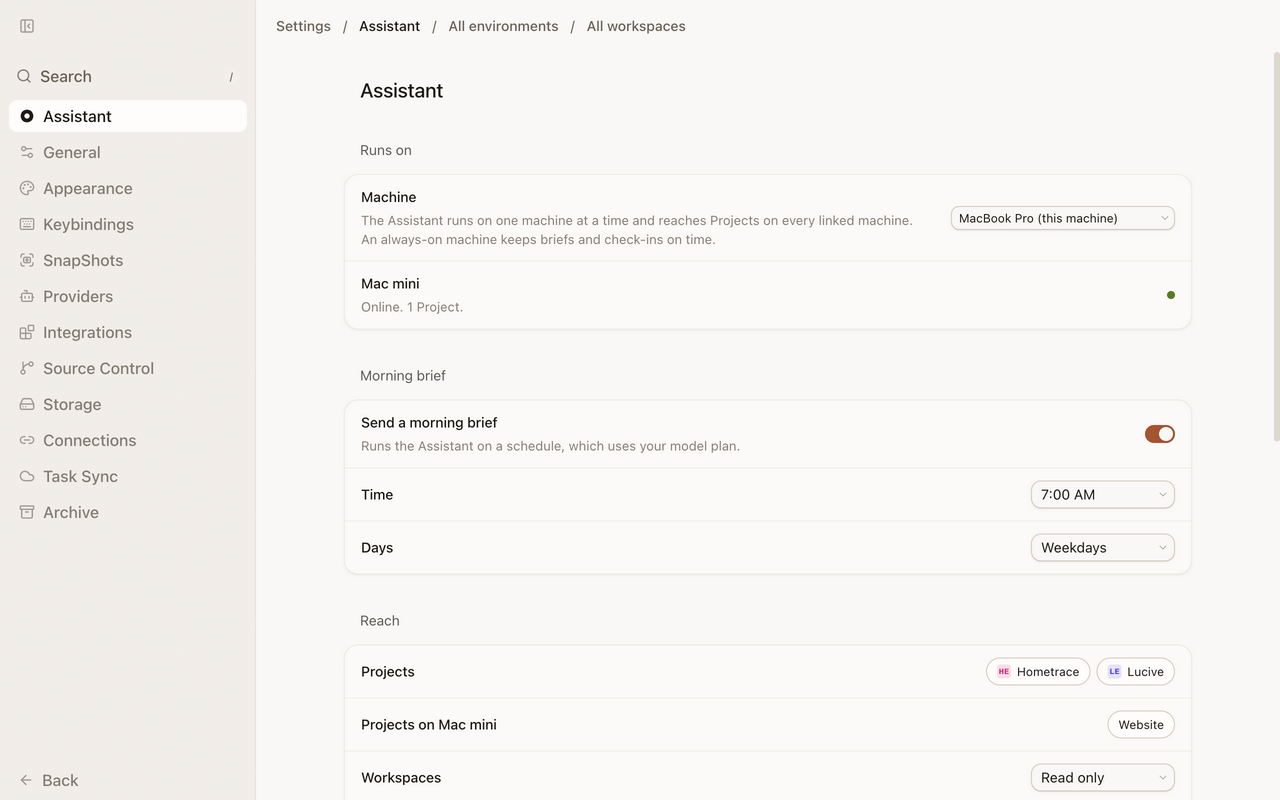 Settings / Assistant / All environments / All workspaces
Search /
Assistant
General
Appearance
Keybindings
SnapShots
Providers
Integrations
Source Control
Storage
Connections
Task Sync
Archive
Back
Assistant
Runs on
Machine
The Assistant runs on one machine at a time and reaches Projects on every linked machine.
An always-on machine keeps briefs and check-ins on time.
MacBook Pro (this machine)
Mac mini
Online. 1 Project.
Morning brief
Send a morning brief
Runs the Assistant on a schedule, which uses your model plan.
Time
7:00 AM
Days
Weekdays
Reach
Projects
HE Hometrace
LE Lucive
Projects on Mac mini
Website
Workspaces
Read only